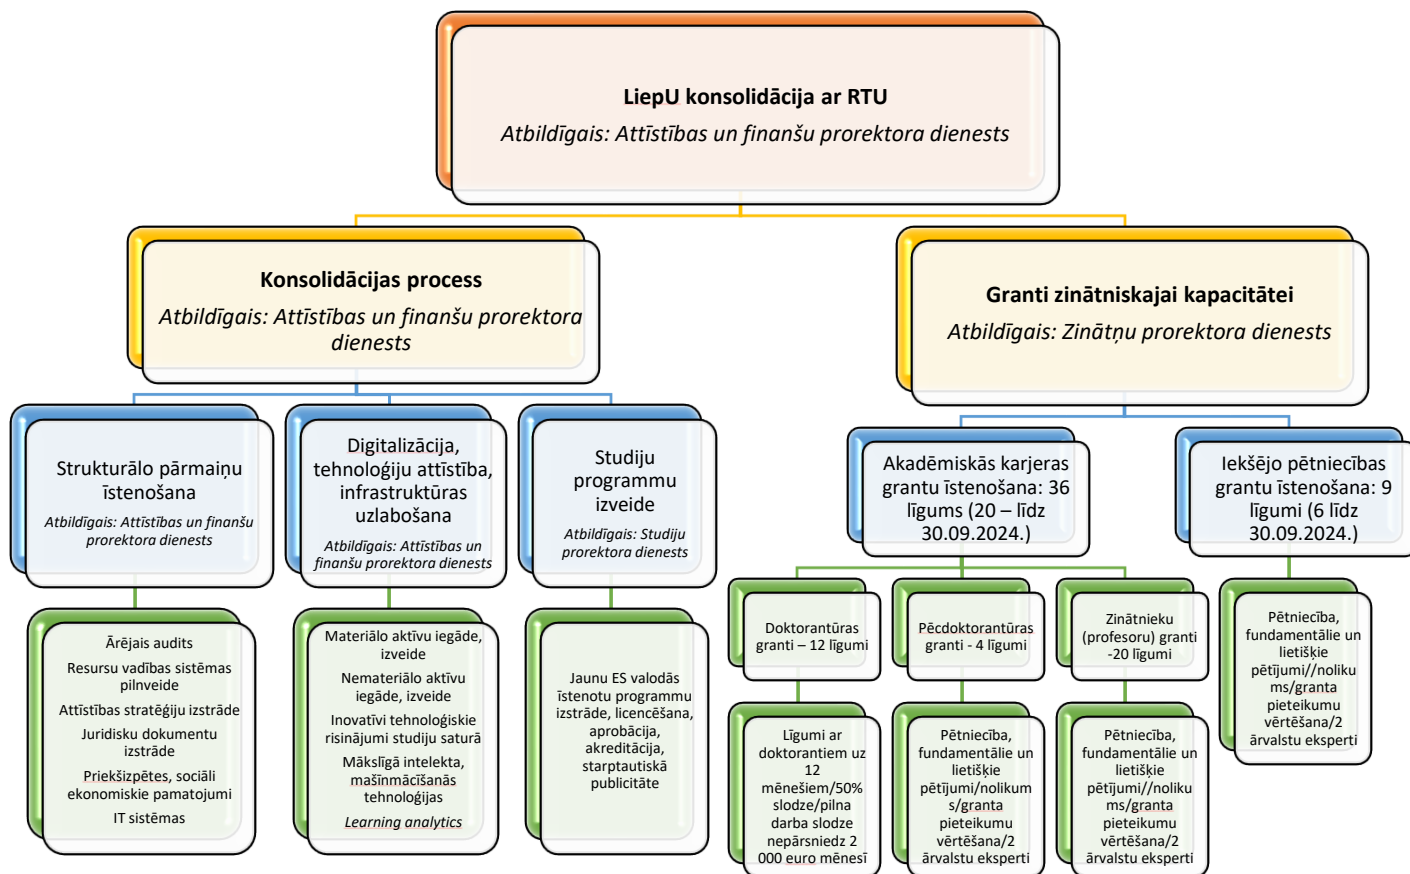 LiepU konsolidācija ar RTU
Atbildīgais: Attīstības un finanšu prorektora dienests
Konsolidācijas process
Atbildīgais: Attīstības un finanšu prorektora
dienests
Granti zinātniskajai kapacitātei
Atbildīgais: Zinātņu prorektora dienests
Strukturālo pārmaiņu
īstenošana
Atbildīgais: Attīstības un finanšu
prorektora dienests
Digitalizācija,
tehnoloģiju attīstība,
infrastruktūras
uzlabošana
Atbildīgais: Attīstības un
finanšu prorektora dienests
Studiju
programmu
izveide
Atbildīgais: Studiju
prorektora dienests
Akadēmiskās karjeras
grantu īstenošana: 36
līgums (20 – līdz
30.09.2024.)
Iekšējo pētniecības
grantu īstenošana: 9
līgumi (6 līdz
30.09.2024.)
Ārējais audits
Resursu vadības sistēmas
pilnveide
Attīstības stratēģiju izstrāde
Juridisku dokumentu
izstrāde
Priekšizpētes, sociāli
ekonomiskie pamatojumi
IT sistēmas
Materiālo aktīvu iegāde,
izveide
Nemateriālo aktīvu
iegāde, izveide
Inovatīvi tehnoloģiskie
risinājumi studiju saturā
Mākslīgā intelekta,
mašīnmācīšanās
tehnoloģijas
Learning analytics
Jaunu ES valodās
īstenotu programmu
izstrāde, licencēšana,
aprobācija,
akreditācija,
starptautiskā
publicitāte
Doktorantūras
granti – 12 līgumi
Pēcdoktorantūras
granti - 4 līgumi
Zinātnieku
(profesoru) granti
-20 līgumi
Pētniecība,
fundamentālie un
lietišķie
pētījumi//noliku
ms/granta
pieteikumu
vērtēšana/2
ārvalstu eksperti
Līgumi ar
doktorantiem uz
12
mēnešiem/50%
slodze/pilna
darba slodze
nepārsniedz 2
000 euro mēnesī
Pētniecība,
fundamentālie un
lietišķie
pētījumi/nolikum
s/granta
pieteikumu
vērtēšana/2
ārvalstu eksperti
Pētniecība,
fundamentālie un
lietišķie
pētījumi//noliku
ms/granta
pieteikumu
vērtēšana/2
ārvalstu eksperti